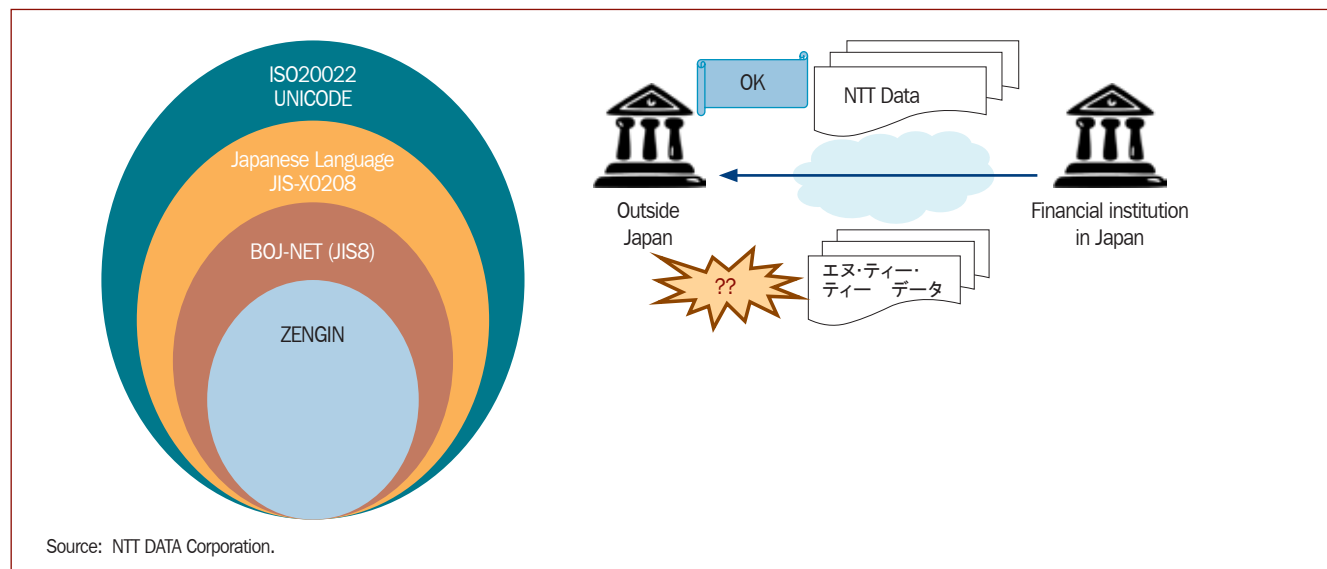 ISO20022
UNICODE
Japanese Language
JIS-X0208
BOJ-NET (JIS8)
ZENGIN
OK
NTT Data
Outside
Japan
Financial institution
in Japan
??
エヌ・ティー・
ティー　データ
Source: NTT DATA Corporation.